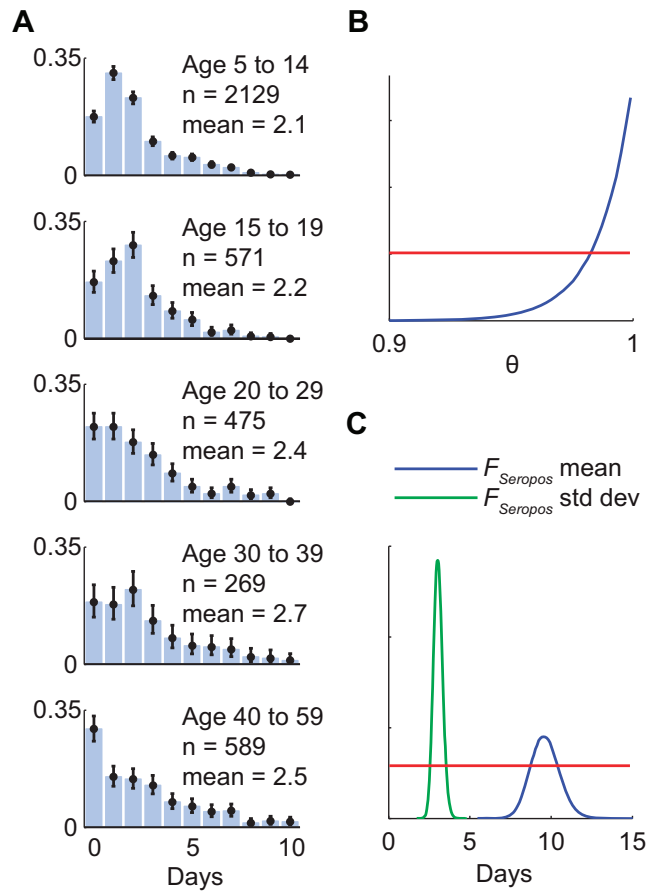 A
0.35
0
Age 5 to 14
n = 2129
mean = 2.1
0.35
0
Age 15 to 19
n = 571
mean = 2.2
0.35
0
Age 20 to 29
n = 475
mean = 2.4
0.35
0
Age 30 to 39
n = 269
mean = 2.7
0.35
0
Age 40 to 59
n = 589
mean = 2.5
0 5 10
Days
B
0.9 1
θ
C
F Seropos mean
F Seropos std dev
0 5 10 15
Days